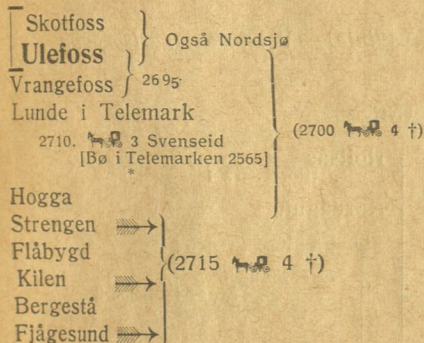 Skotfoss
Også Nordsjø
Ulefoss
Vrangefoss 2695
Lunde i Telemark
2710. 3 Svenseid (2700 4 †)
[Bø i Telemarken 2565]
*
Hogga
Strengen
Flåbygd
(2715 4 †)
Kilen
Bergestå
Fjågesund